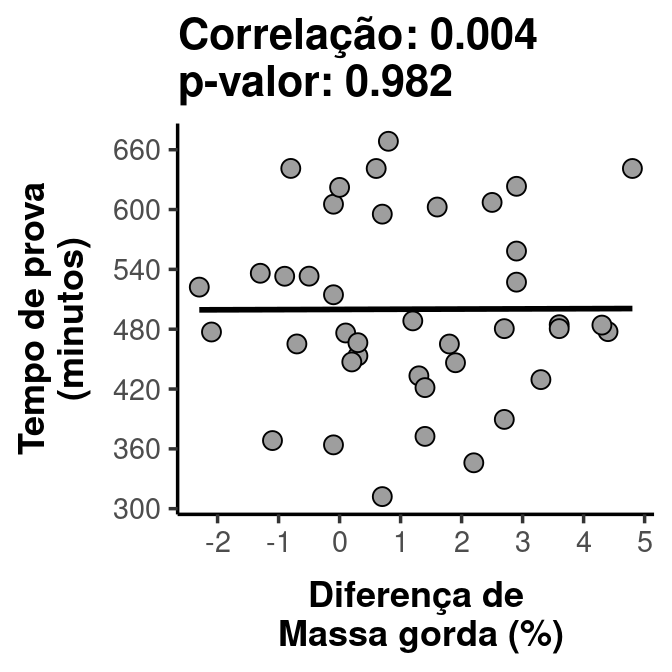 Correlação: 0.004
p-valor: 0.982
660
600
540
480
420
360
300
Tempo de prova
(minutos)
-2 -1 0 1 2 3 4 5
Diferença de
Massa gorda (%)